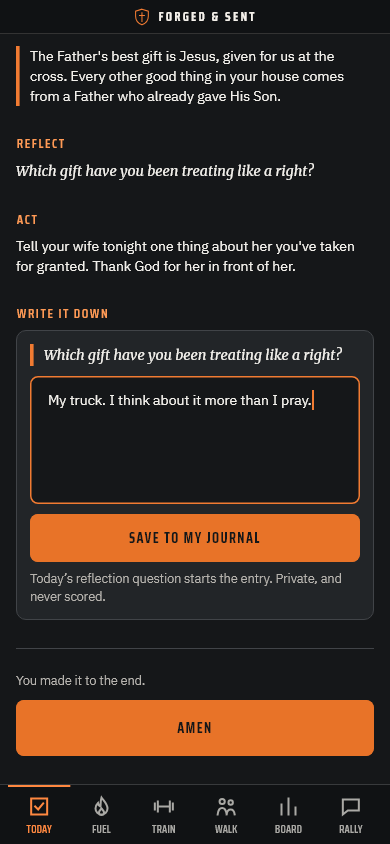 FORGED & SENT
The Father's best gift is Jesus, given for us at the
cross. Every other good thing in your house comes
from a Father who already gave His Son.
REFLECT
Which gift have you been treating like a right?
ACT
Tell your wife tonight one thing about her you've taken
for granted. Thank God for her in front of her.
WRITE IT DOWN
Which gift have you been treating like a right?
My truck. I think about it more than I pray.
SAVE TO MY JOURNAL
Today’s reflection question starts the entry. Private, and
never scored.
You made it to the end.
AMEN
TODAY FUEL TRAIN WALK BOARD RALLY